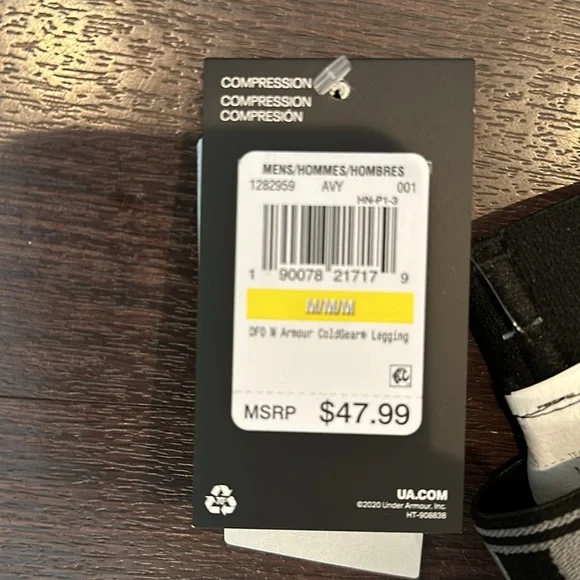 COMPRESSION
COMPRESSION
COMPRESIÓN
MENS/HOMMES/HOMBRES
1282959 AVY 001
HN-P1-3
1 90078 21717 9
M/M/M
DFO M Armour ColdGear® Legging
MSRP $47.99
UA.COM
©2020 Under Armour, Inc.
HT-908838